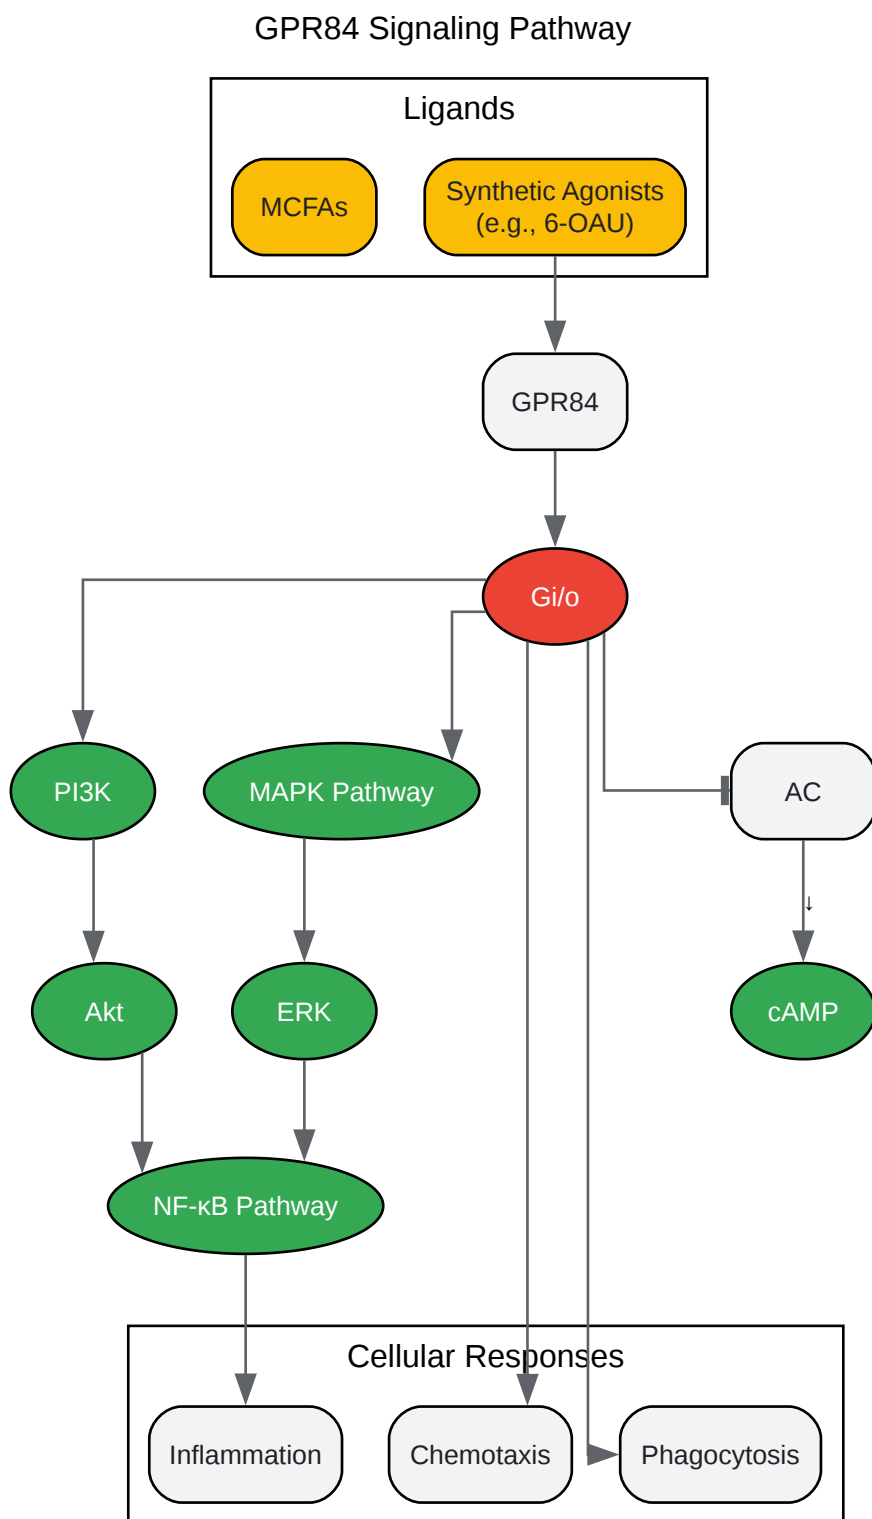 GPR84 Signaling Pathway
Ligands
MCFAs
Synthetic Agonists
(e.g., 6-OAU)
GPR84
Gi/o
PI3K
MAPK Pathway
AC
↓
Akt
ERK
cAMP
NF-κB Pathway
Cellular Responses
Inflammation
Chemotaxis
Phagocytosis